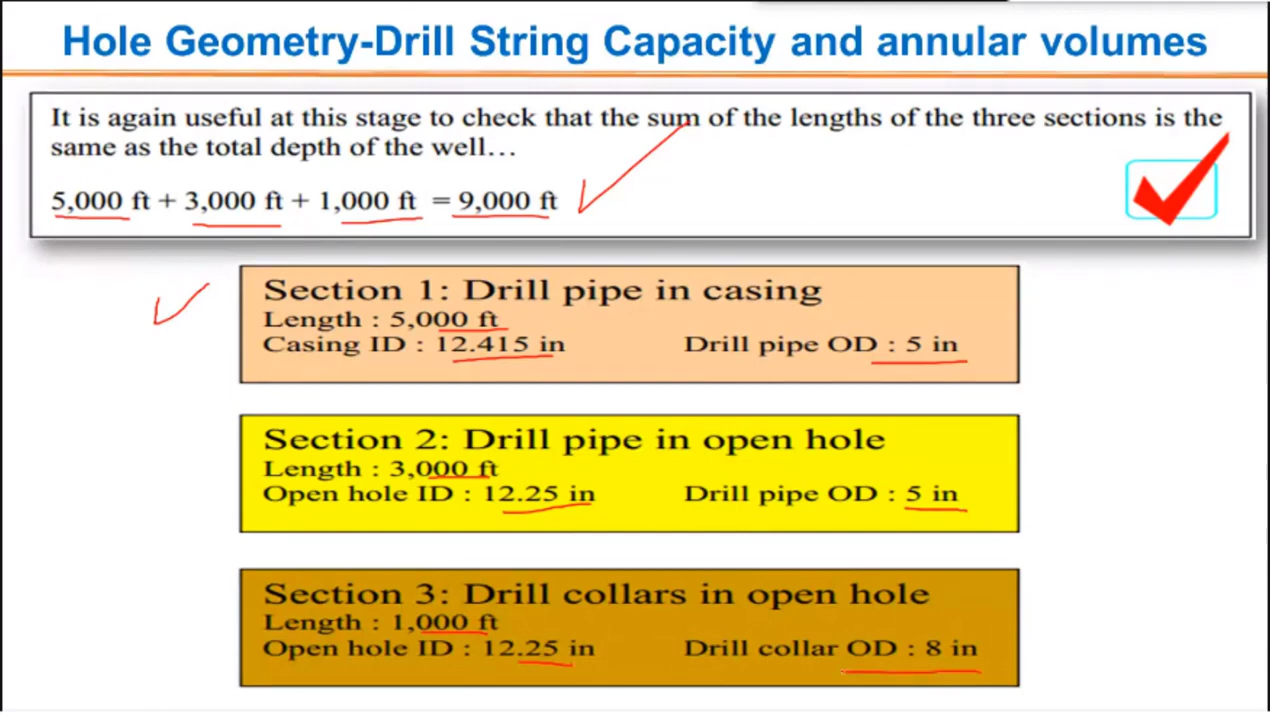 Hole Geometry-Drill String Capacity and annular volumes
It is again useful at this stage to check that the sum of the lengths of the three sections is the
same as the total depth of the well…
5,000 ft + 3,000 ft + 1,000 ft = 9,000 ft
Section 1: Drill pipe in casing
Length : 5,000 ft
Casing ID : 12.415 in Drill pipe OD : 5 in
Section 2: Drill pipe in open hole
Length : 3,000 ft
Open hole ID : 12.25 in Drill pipe OD : 5 in
Section 3: Drill collars in open hole
Length : 1,000 ft
Open hole ID : 12.25 in Drill collar OD : 8 in